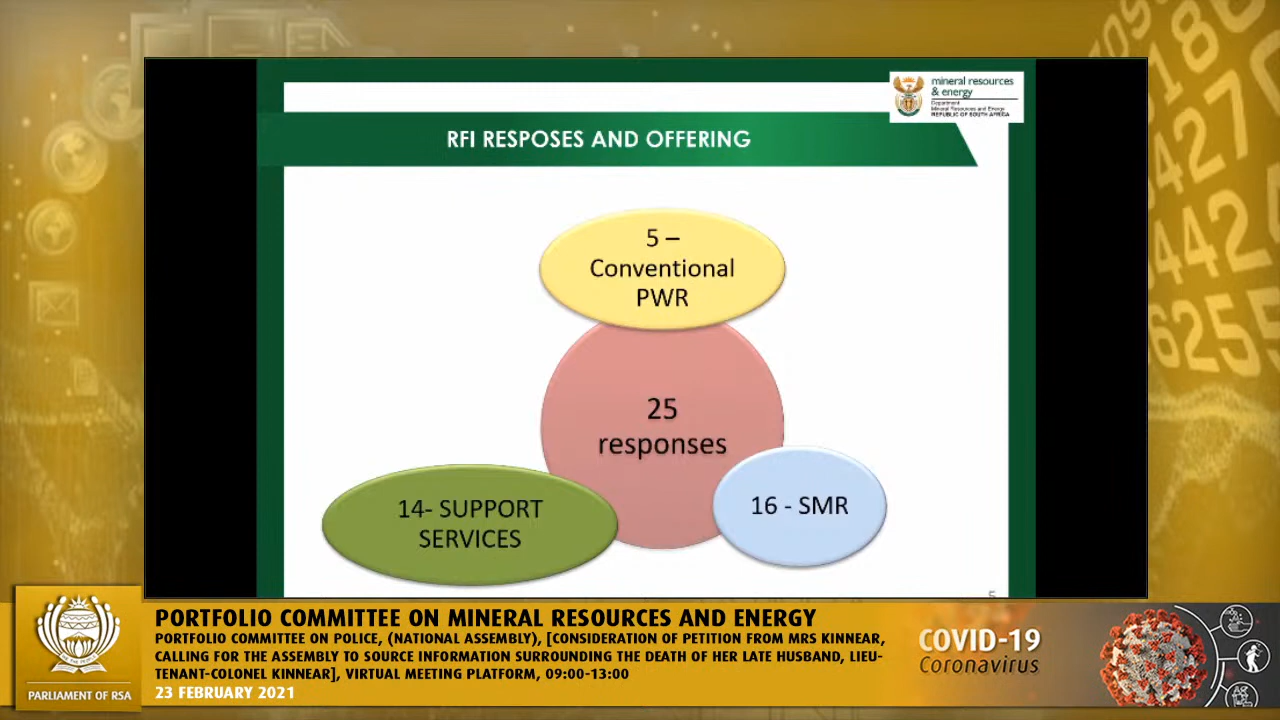 mineral resources
& energy
Department:
Mineral Resources and Energy
REPUBLIC OF SOUTH AFRICA
RFI RESPOSES AND OFFERING
5 –
Conventional
PWR
25
responses
14- SUPPORT
SERVICES
16 - SMR
5
PORTFOLIO COMMITTEE ON MINERAL RESOURCES AND ENERGY
PORTFOLIO COMMITTEE ON POLICE, (NATIONAL ASSEMBLY), [CONSIDERATION OF PETITION FROM MRS KINNEAR,
CALLING FOR THE ASSEMBLY TO SOURCE INFORMATION SURROUNDING THE DEATH OF HER LATE HUSBAND, LIEU-
TENANT-COLONEL KINNEAR], VIRTUAL MEETING PLATFORM, 09:00-13:00
23 FEBRUARY 2021
PARLIAMENT OF RSA
COVID-19
Coronavirus